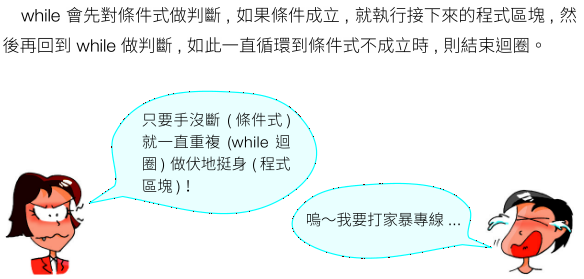 while 會先對條件式做判斷，如果條件成立，就執行接下來的程式區塊，然
後再回到 while 做判斷，如此一直循環到條件式不成立時，則結束迴圈。
只要手沒斷 (條件式)
就一直重複 (while 迴
圈) 做伏地挺身 (程式
區塊)！
嗚～我要打家暴專線 ...